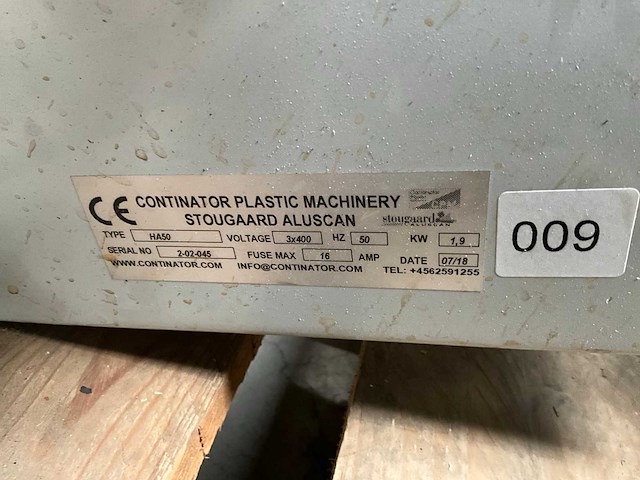 CE CONTINATOR PLASTIC MACHINERY
STOUGAARD ALUSCAN
stougaard
ALUSCAN
TYPE HA50 VOLTAGE 3x400 HZ 50 KW 1,9
SERIAL NO 2-02-045 FUSE MAX 16 AMP DATE 07/18
WWW.CONTINATOR.COM INFO@CONTINATOR.COM TEL: +4562591255
009